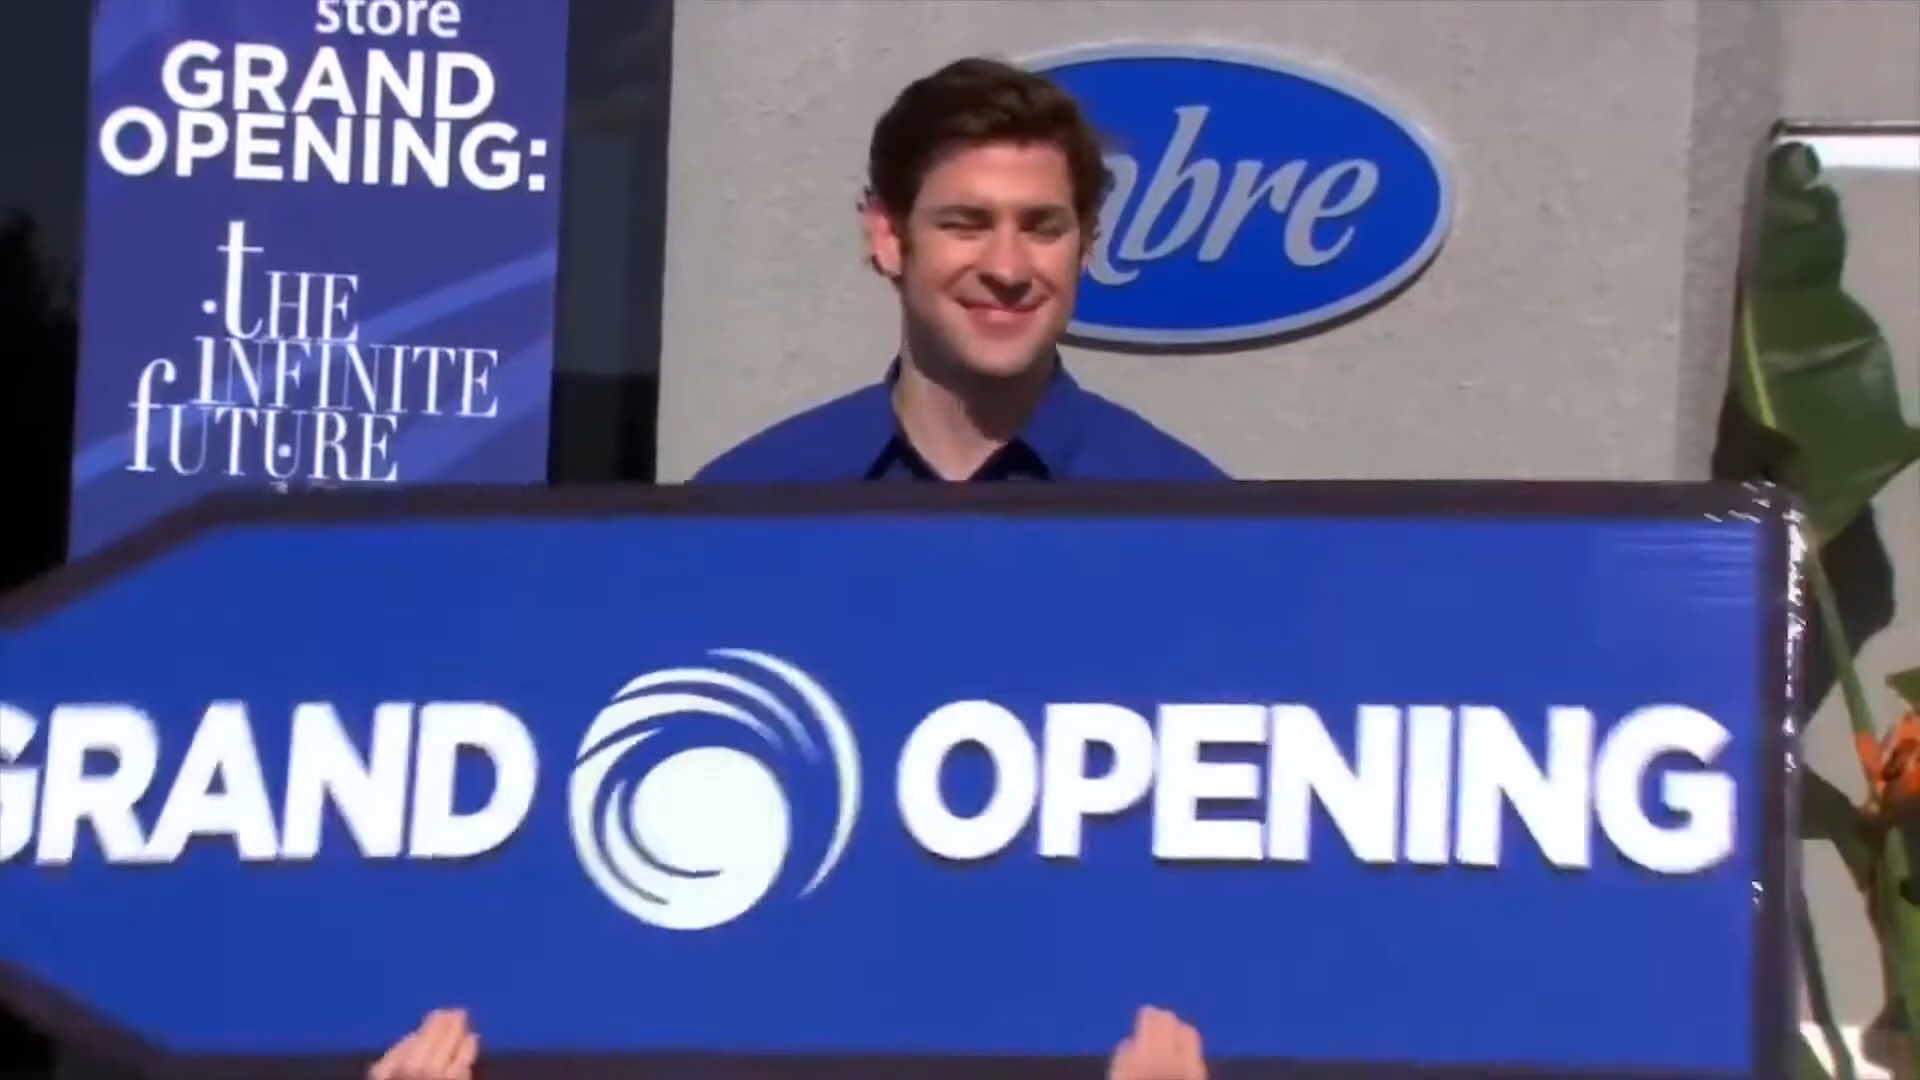 store
GRAND
OPENING:
.tHE
iNFINITE
fUTURE
abre
GRAND OPENING